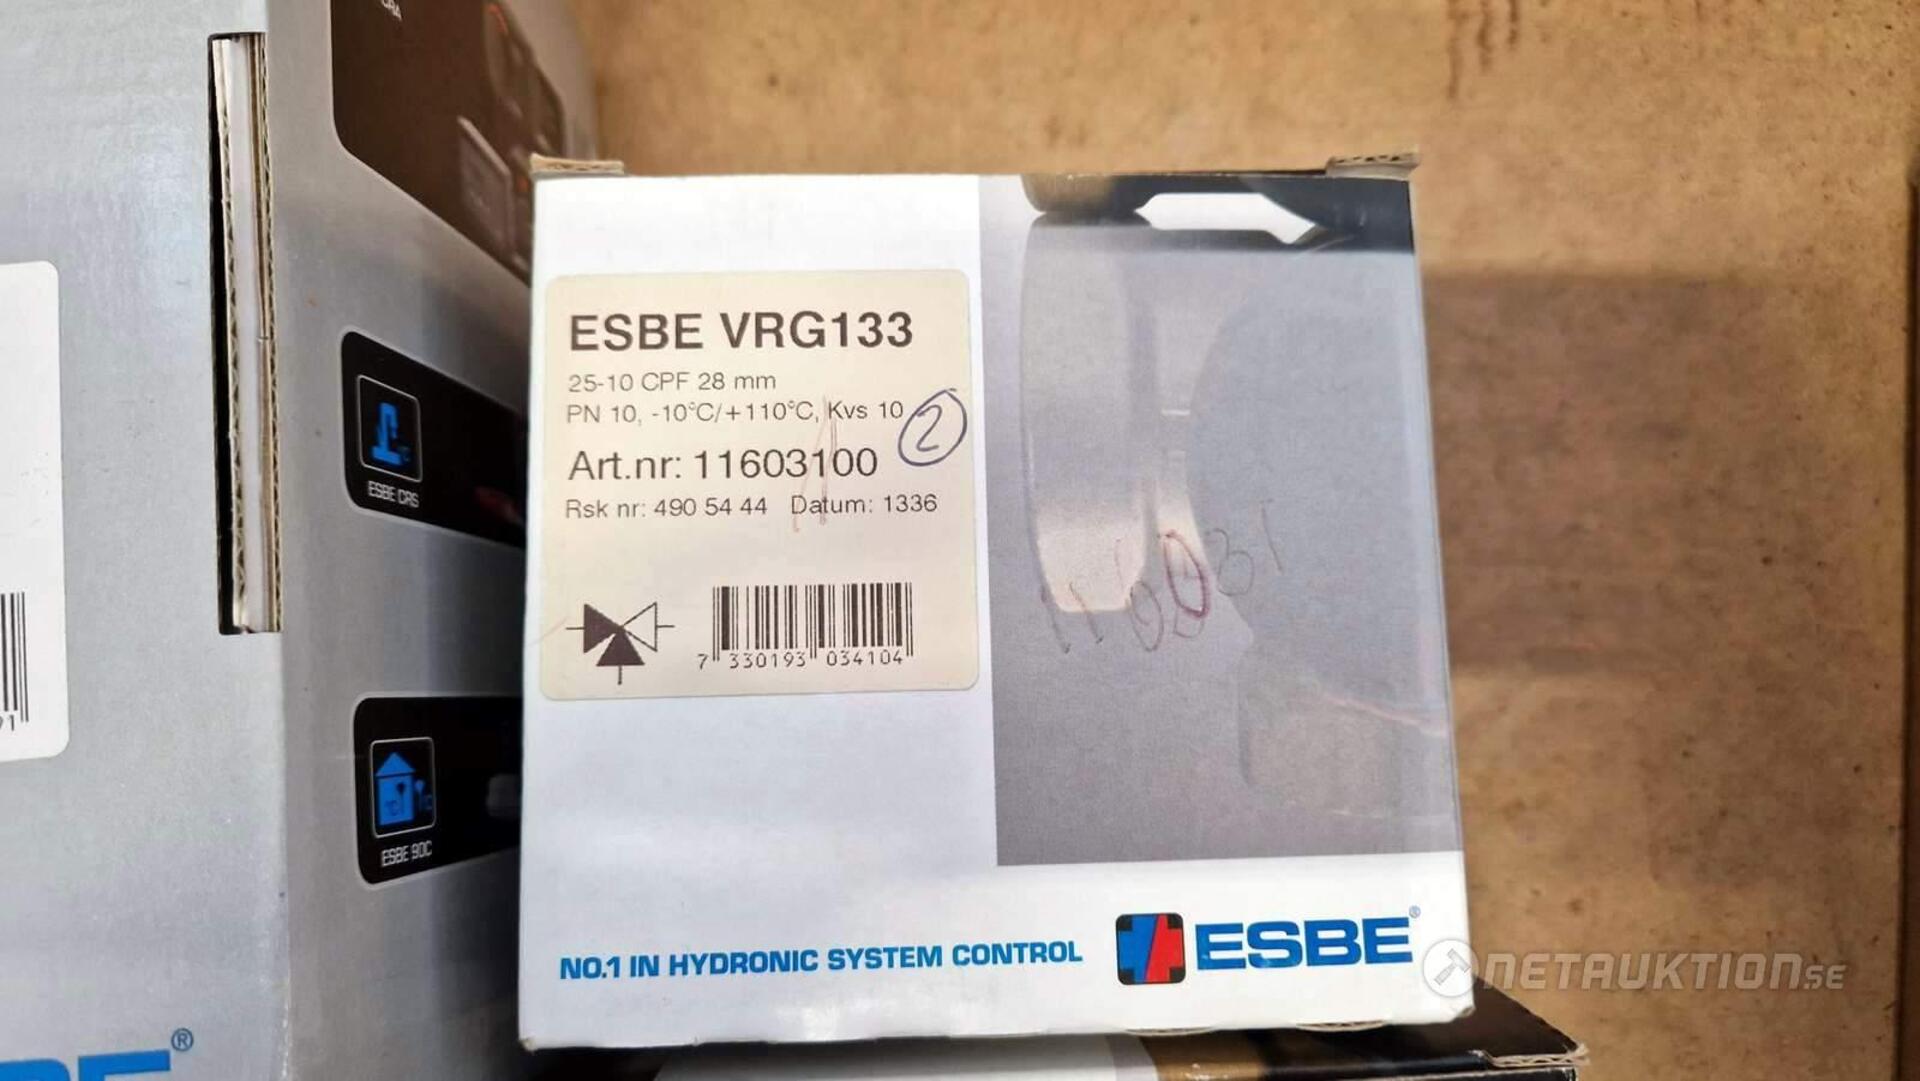 ESBE VRG133
25-10 CPF 28 mm
PN 10, -10°C/+110°C, Kvs 10
2
Art.nr: 11603100
Rsk nr: 490 54 44 Datum: 1336
7 330193 034104
NO.1 IN HYDRONIC SYSTEM CONTROL
ESBE®
ESBE CRS
ESBE 90C
91
®
NETAUKTION.SE